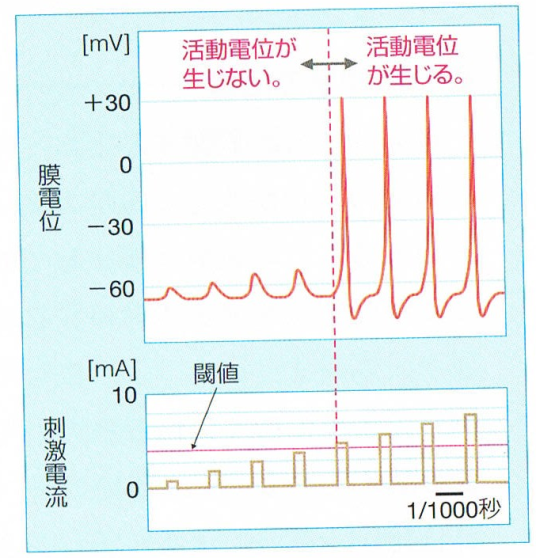 [mV]
活動電位が
生じない。
活動電位
が生じる。
+30
0
-30
-60
膜電位
[mA]
10
閾値
刺激電流
0
1/1000秒